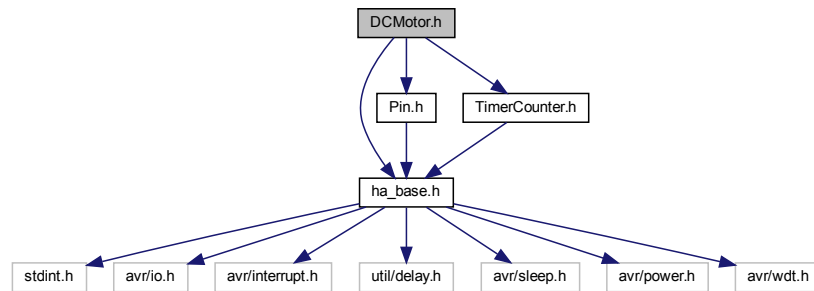 DCMotor.h
Pin.h
TimerCounter.h
ha_base.h
stdint.h
avr/io.h
avr/interrupt.h
util/delay.h
avr/sleep.h
avr/power.h
avr/wdt.h